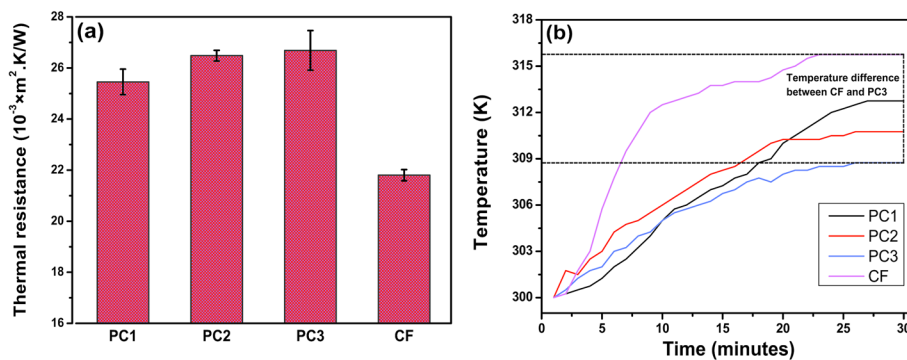 (a)
Thermal resistance (10⁻³×m².K/W)
28
26
24
22
20
18
16
PC1 PC2 PC3 CF
(b)
Temperature (K)
315
312
309
306
303
300
Temperature difference
between CF and PC3
PC1
PC2
PC3
CF
0 5 10 15 20 25 30
Time (minutes)